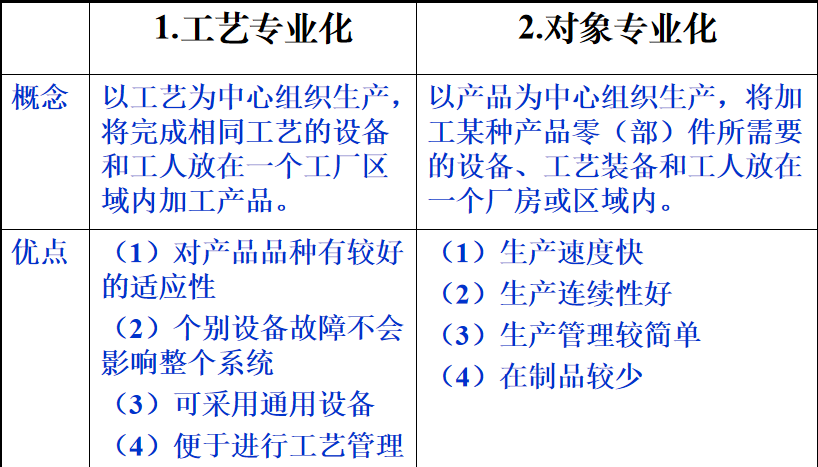 1.工艺专业化
2.对象专业化
概念
以工艺为中心组织生产，
将完成相同工艺的设备
和工人放在一个工厂区
域内加工产品。
以产品为中心组织生产，将加
工某种产品零（部）件所需要
的设备、工艺装备和工人放在
一个厂房或区域内。
优点
（1）对产品品种有较好
的适应性
（2）个别设备故障不会
影响整个系统
（3）可采用通用设备
（4）便于进行工艺管理
（1）生产速度快
（2）生产连续性好
（3）生产管理较简单
（4）在制品较少